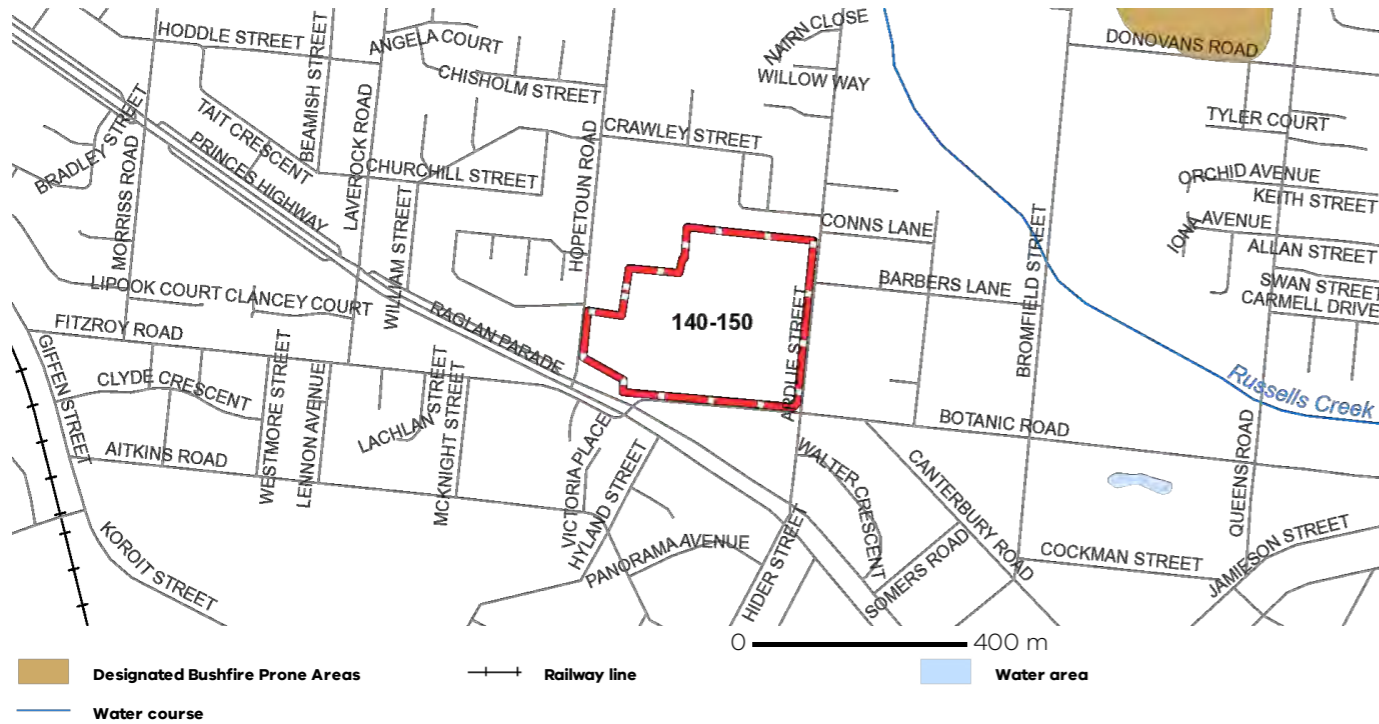 HODDLE STREET
BEAMISH STREET
ANGELA COURT
CHISHOLM STREET
NAIRN CLOSE
WILLOW WAY
DONOVANS ROAD
TYLER COURT
ORCHID AVENUE
KEITH STREET
IONA AVENUE
ALLAN STREET
SWAN STREET
CARMELL DRIVE
BRADLEY STREET
MORRISS ROAD
TAIT CRESCENT
PRINCES HIGHWAY
LAVEROCK ROAD
CHURCHILL STREET
WILLIAM STREET
HOPETOUN ROAD
CRAWLEY STREET
CONNS LANE
BARBERS LANE
BROMFIELD STREET
ARDLIE STREET
140-150
LIPOOK COURT
CLANCEY COURT
RAGLAN PARADE
FITZROY ROAD
GIFFEN STREET
CLYDE CRESCENT
AITKINS ROAD
WESTMORE STREET
LENNON AVENUE
LACHLAN STREET
MCKNIGHT STREET
VICTORIA PLACE
HYLAND STREET
PANORAMA AVENUE
HIDER STREET
WALTER CRESCENT
SOMERS ROAD
CANTERBURY ROAD
BOTANIC ROAD
Russells Creek
QUEENS ROAD
COCKMAN STREET
JAMIESON STREET
KOROIT STREET
0 400 m
Designated Bushfire Prone Areas
Railway line
Water area
Water course